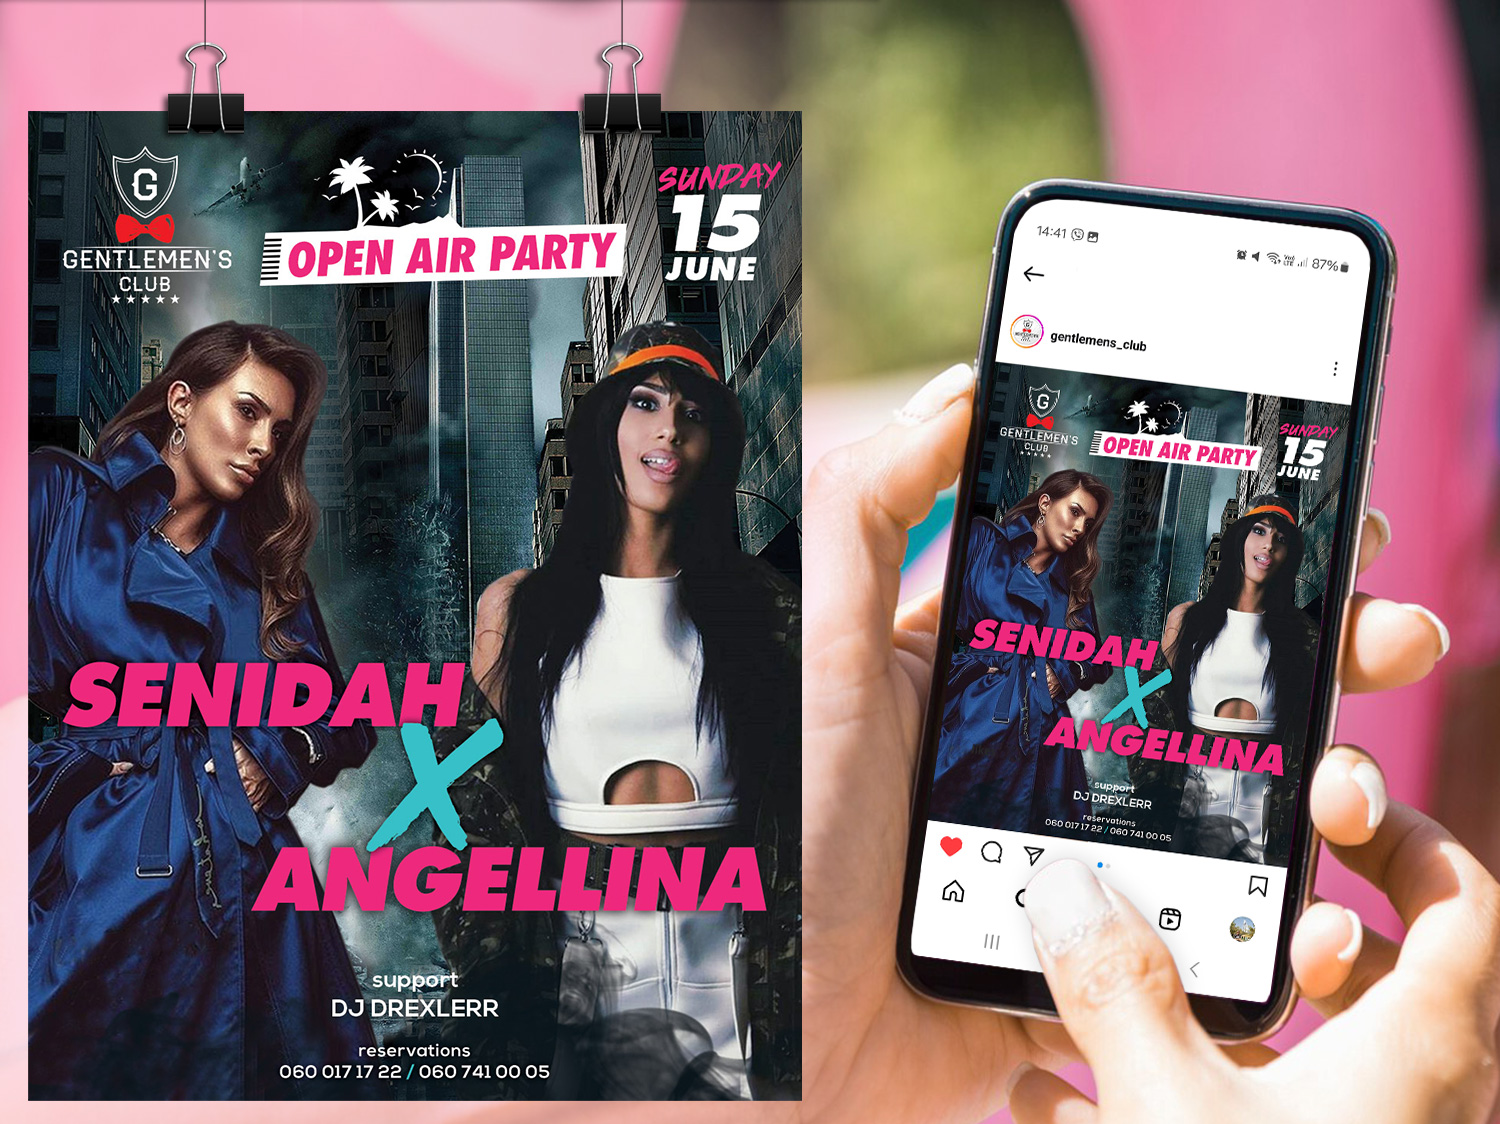 G
GENTLEMEN'S
CLUB
OPEN AIR PARTY
SUNDAY
15
JUNE
SENIDAH
X
ANGELLINA
support
DJ DREXLERR
reservations
060 017 17 22 / 060 741 00 05
14:41
87%
gentlemens_club
G
GENTLEMEN'S
CLUB
OPEN AIR PARTY
SUNDAY
15
JUNE
SENIDAH
X
ANGELLINA
support
DJ DREXLERR
reservations
060 017 17 22 / 060 741 00 05